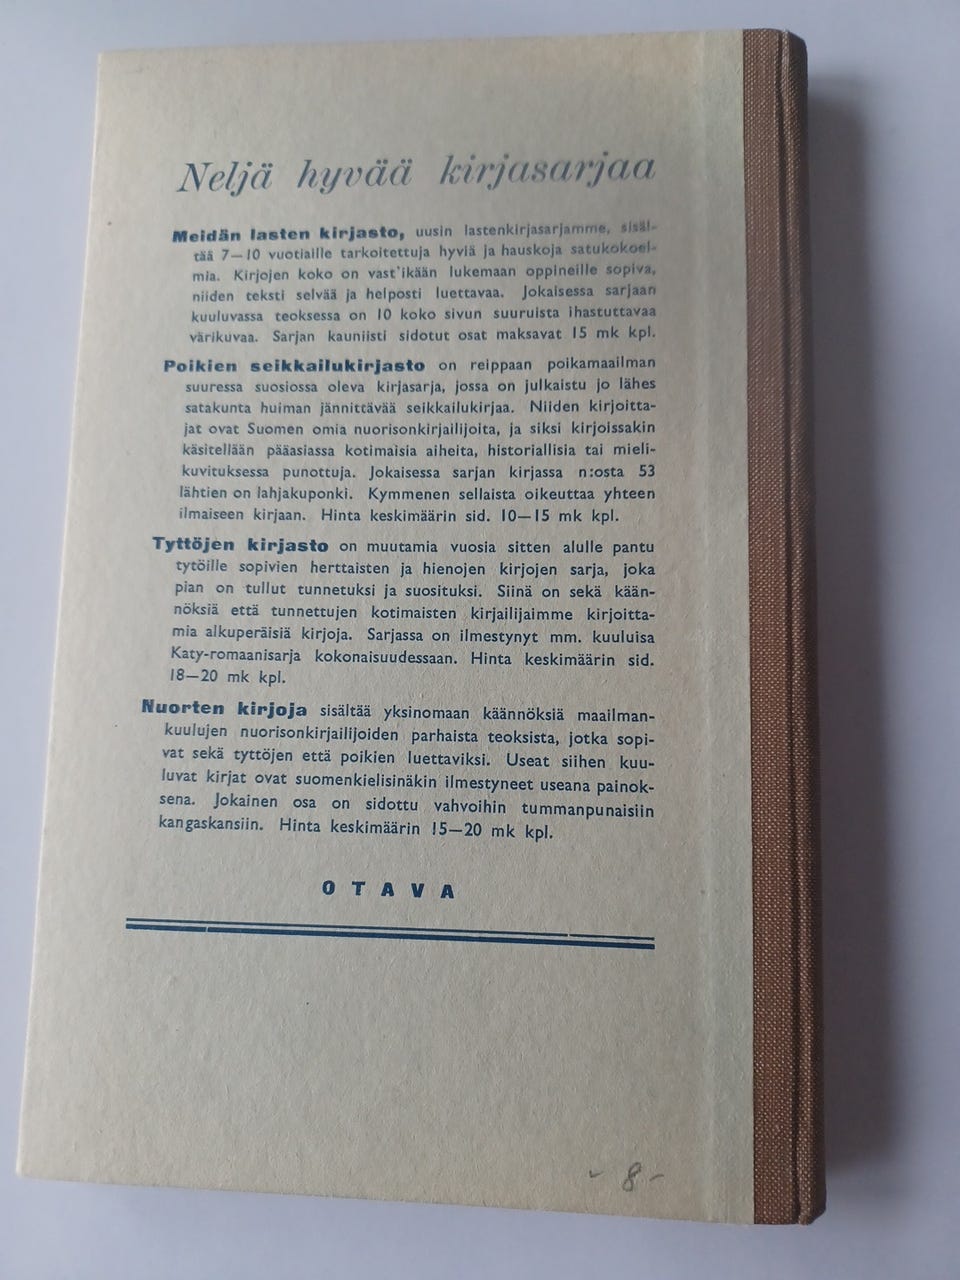 Neljä hyvää kirjasarjaa
Meidän lasten kirjasto, uusin lastenkirjasarjamme, sisäl-
tää 7—10 vuotiaille tarkoitettuja hyviä ja hauskoja satukokoel-
mia. Kirjojen koko on vast'ikään lukemaan oppineille sopiva,
niiden teksti selvää ja helposti luettavaa. Jokaisessa sarjaan
kuuluvassa teoksessa on 10 koko sivun suuruista ihastuttavaa
värikuvaa. Sarjan kauniisti sidotut osat maksavat 15 mk kpl.
Poikien seikkailukirjasto on reippaan poikamaailman
suuressa suosiossa oleva kirjasarja, jossa on julkaistu jo lähes
satakunta huiman jännittävää seikkailukirjaa. Niiden kirjoitta-
jat ovat Suomen omia nuorisonkirjailijoita, ja siksi kirjoissakin
käsitellään pääasiassa kotimaisia aiheita, historiallisia tai mieli-
kuvituksessa punottuja. Jokaisessa sarjan kirjassa n:osta 53
lähtien on lahjakuponki. Kymmenen sellaista oikeuttaa yhteen
ilmaiseen kirjaan. Hinta keskimäärin sid. 10—15 mk kpl.
Tyttöjen kirjasto on muutamia vuosia sitten alulle pantu
tytöille sopivien herttaisten ja hienojen kirjojen sarja, joka
pian on tullut tunnetuksi ja suosituksi. Siinä on sekä kään-
nöksiä että tunnettujen kotimaisten kirjailijaimme kirjoitta-
mia alkuperäisiä kirjoja. Sarjassa on ilmestynyt mm. kuuluisa
Katy-romaanisarja kokonaisuudessaan. Hinta keskimäärin sid.
18—20 mk kpl.
Nuorten kirjoja sisältää yksinomaan käännöksiä maailman-
kuulujen nuorisonkirjailijoiden parhaista teoksista, jotka sopi-
vat sekä tyttöjen että poikien luettaviksi. Useat siihen kuu-
luvat kirjat ovat suomenkielisinäkin ilmestyneet useana painok-
sena. Jokainen osa on sidottu vahvoihin tummanpunaisiin
kangaskansiin. Hinta keskimäärin 15—20 mk kpl.
OTAVA
- 8 -